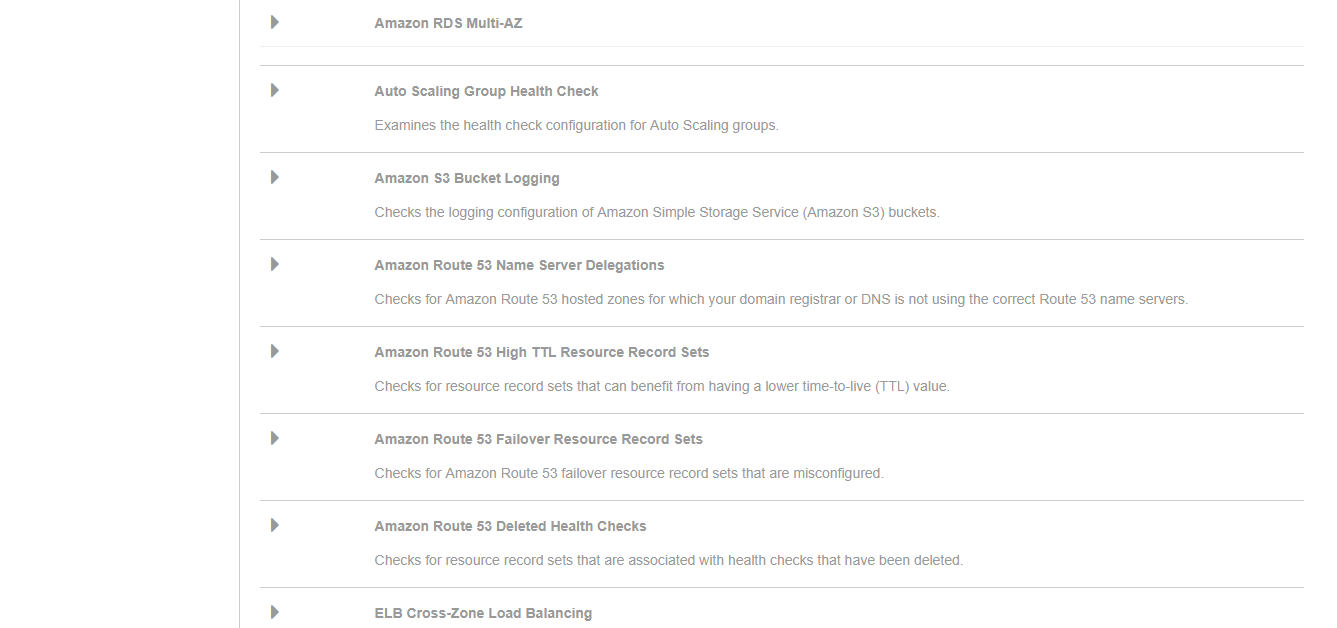 Amazon RDS Multi-AZ
Auto Scaling Group Health Check
Examines the health check configuration for Auto Scaling groups.
Amazon S3 Bucket Logging
Checks the logging configuration of Amazon Simple Storage Service (Amazon S3) buckets.
Amazon Route 53 Name Server Delegations
Checks for Amazon Route 53 hosted zones for which your domain registrar or DNS is not using the correct Route 53 name servers.
Amazon Route 53 High TTL Resource Record Sets
Checks for resource record sets that can benefit from having a lower time-to-live (TTL) value.
Amazon Route 53 Failover Resource Record Sets
Checks for Amazon Route 53 failover resource record sets that are misconfigured.
Amazon Route 53 Deleted Health Checks
Checks for resource record sets that are associated with health checks that have been deleted.
ELB Cross-Zone Load Balancing